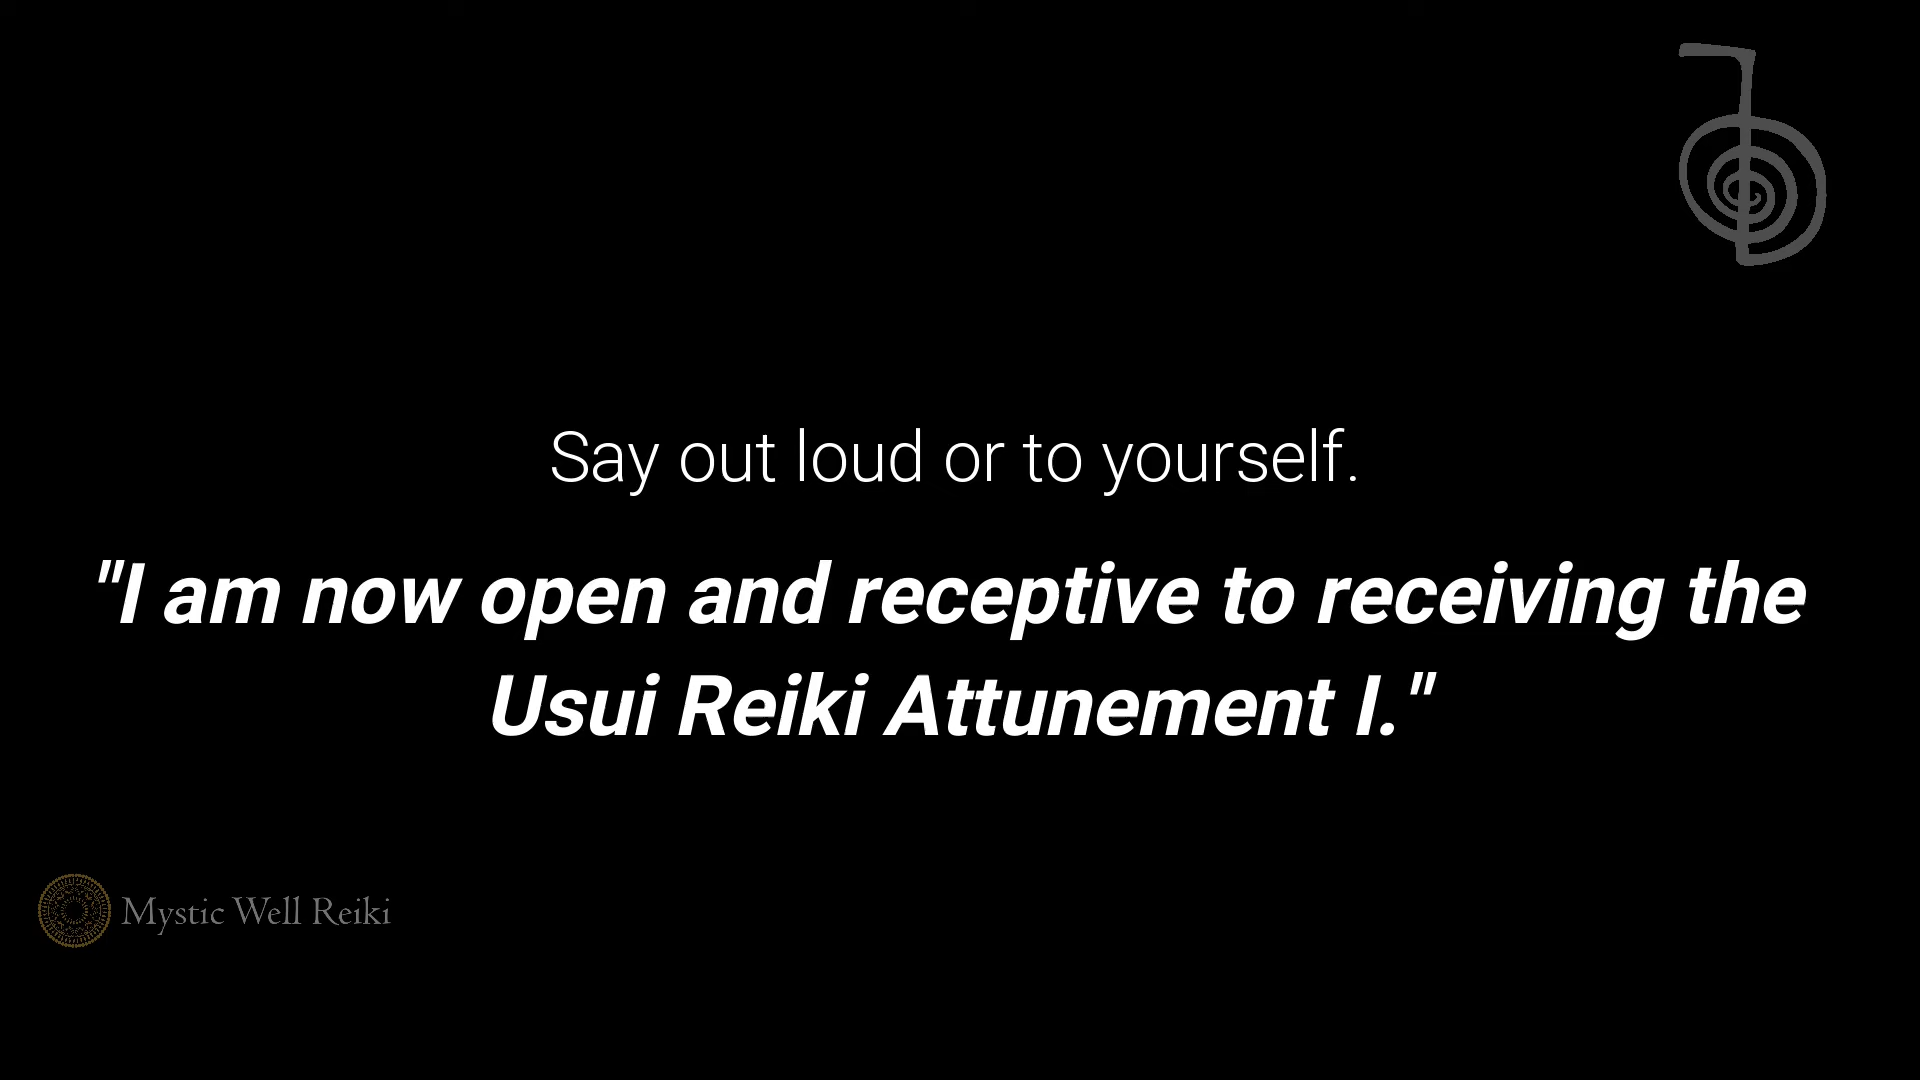 Say out loud or to yourself.
"I am now open and receptive to receiving the
Usui Reiki Attunement I."
Mystic Well Reiki